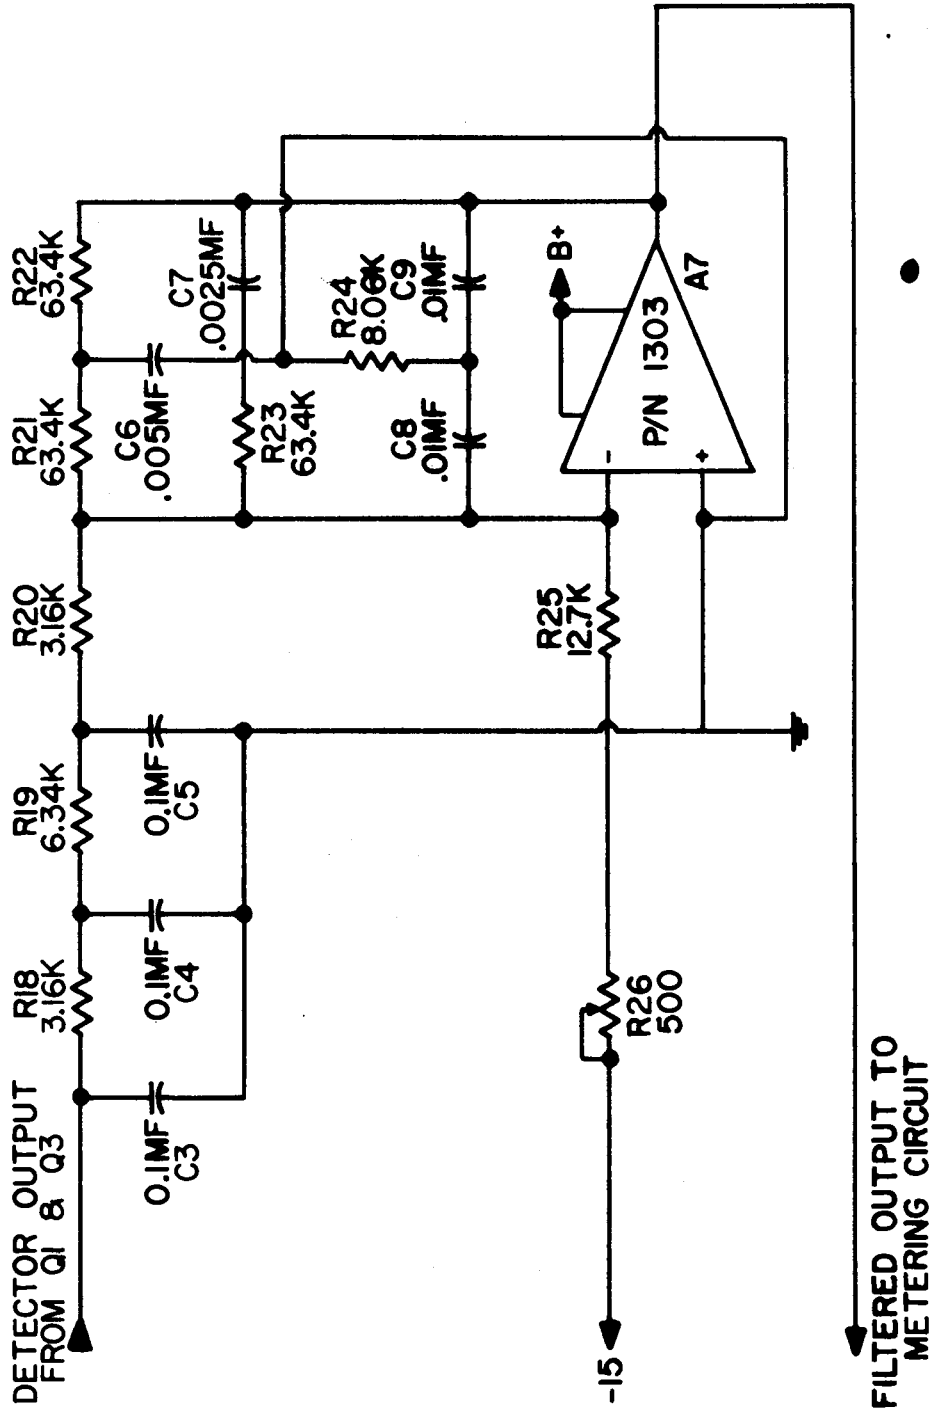 DETECTOR OUTPUT
FROM Q1 & Q3
R18
3.16K
R19
6.34K
R20
3.16K
R21
63.4K
R22
63.4K
0.1MF
C3
0.1MF
C4
0.1MF
C5
C6
.005MF
C7
.0025MF
R23
63.4K
R24
8.06K
C8
.01MF
C9
.01MF
R25
12.7K
-
+
P/N 1303
A7
B+
-15
R26
500
FILTERED OUTPUT TO
METERING CIRCUIT